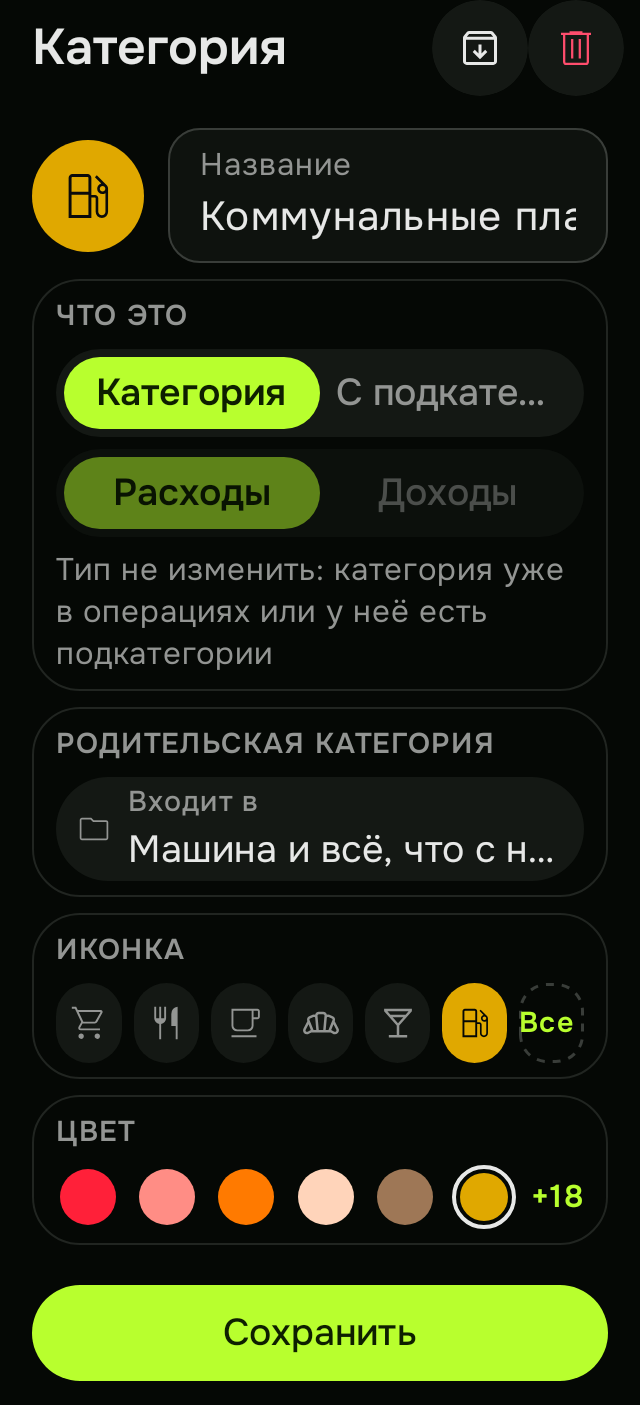 Категория
Название
Коммунальные пла
что это
Категория
С подкате...
Расходы
Доходы
Тип не изменить: категория уже
в операциях или у неё есть
подкатегории
РОДИТЕЛЬСКАЯ КАТЕГОРИЯ
Входит в
Машина и всё, что с н...
ИКОНКА
Все
ЦВЕТ
+18
Сохранить